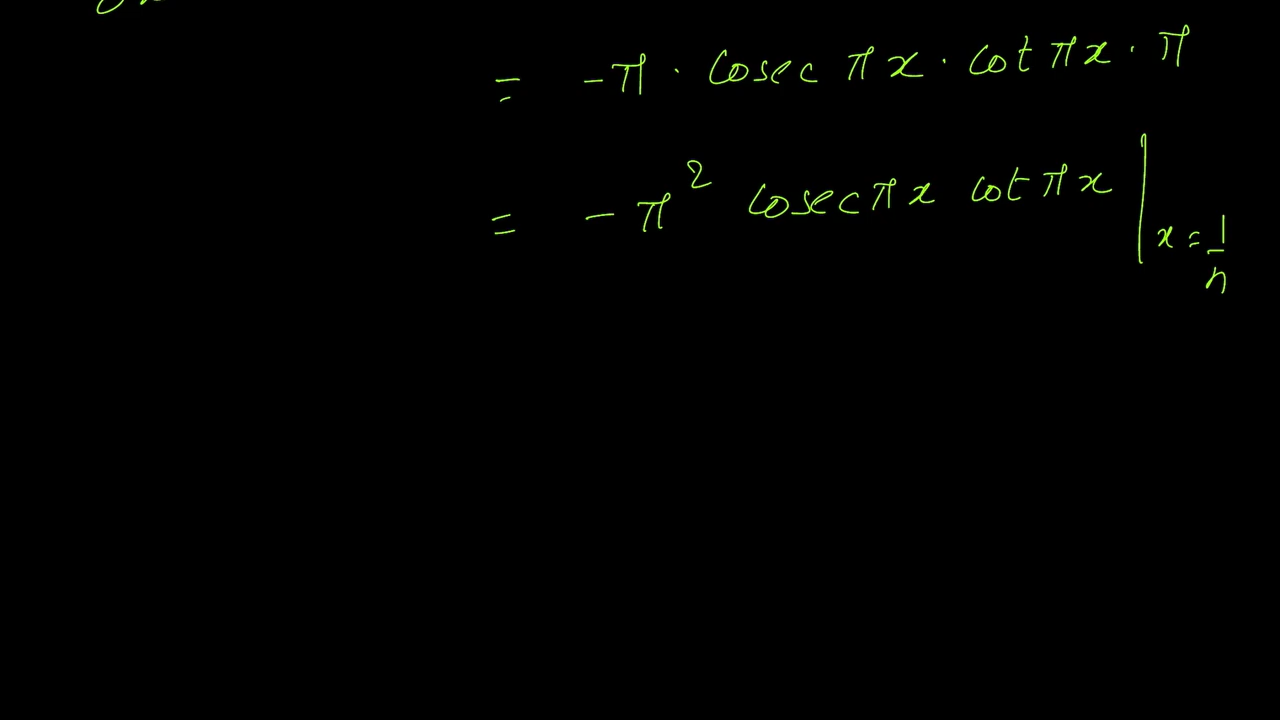 = -π · cosec πx · cot πx · π
= -π² cosec πx cot πx |ₓ₌₁⁄ₙ